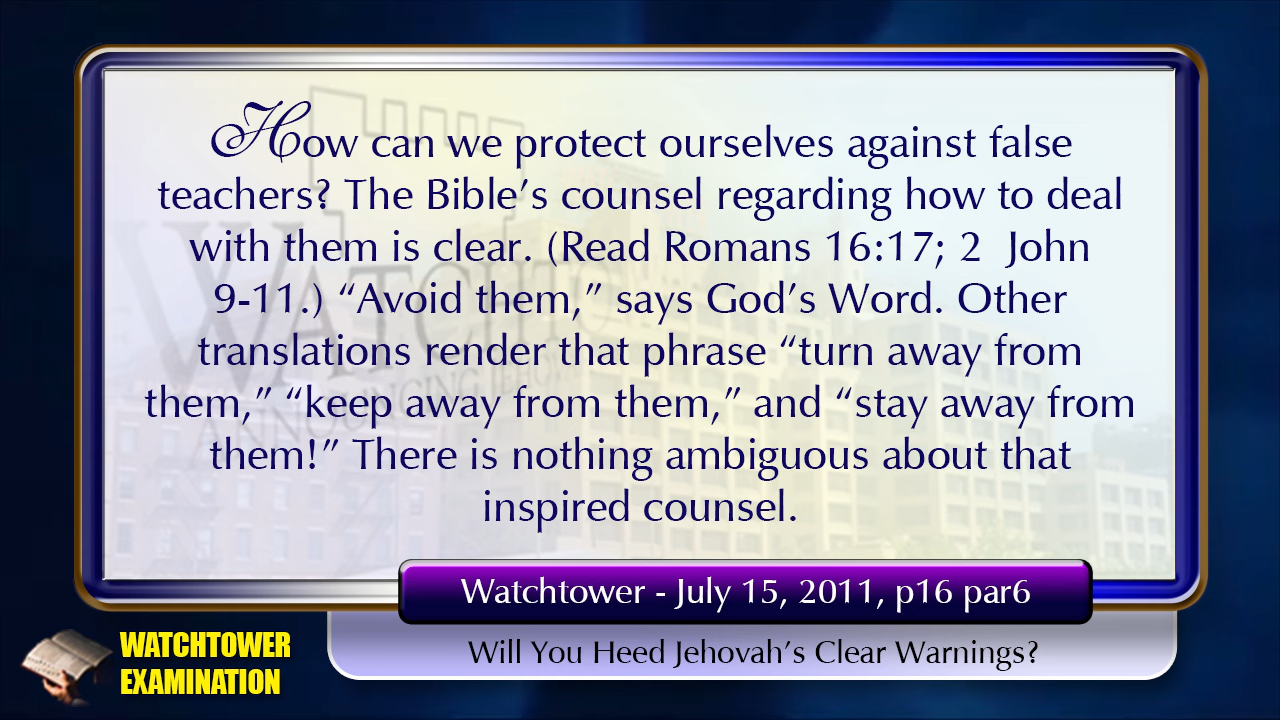 How can we protect ourselves against false
teachers? The Bible’s counsel regarding how to deal
with them is clear. (Read Romans 16:17; 2  John
9-11.) “Avoid them,” says God’s Word. Other
translations render that phrase “turn away from
them,” “keep away from them,” and “stay away from
them!” There is nothing ambiguous about that
inspired counsel.
Watchtower - July 15, 2011, p16 par6
Will You Heed Jehovah’s Clear Warnings?
WATCHTOWER
EXAMINATION